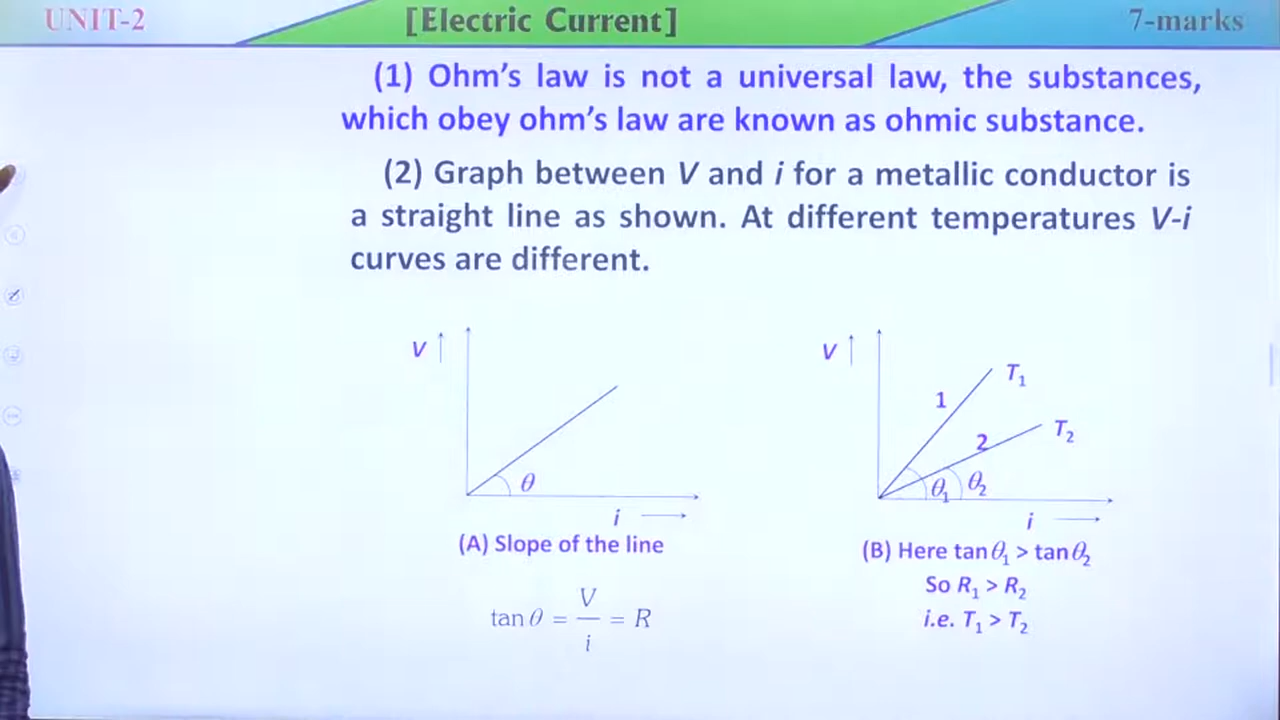 UNIT-2 [Electric Current] 7-marks
(1) Ohm's law is not a universal law, the substances,
which obey ohm's law are known as ohmic substance.
(2) Graph between V and i for a metallic conductor is
a straight line as shown. At different temperatures V-i
curves are different.
V
θ
i
(A) Slope of the line
tan θ = V/i = R
V
1
T₁
2
T₂
θ₁ θ₂
i
(B) Here tan θ₁ > tan θ₂
So R₁ > R₂
i.e. T₁ > T₂